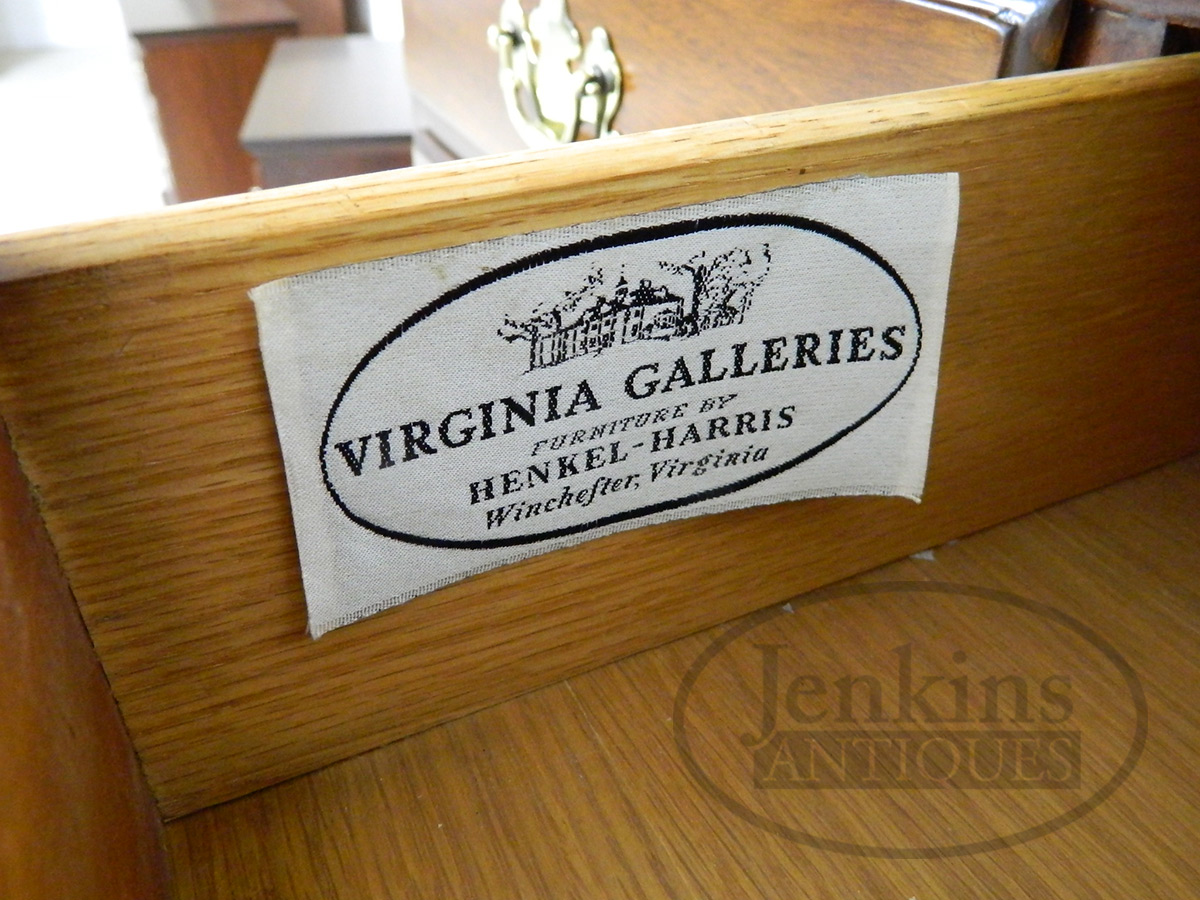 VIRGINIA GALLERIES
FURNITURE BY
HENKEL-HARRIS
Wincheſter, Virginia
Jenkins
ANTIQUES